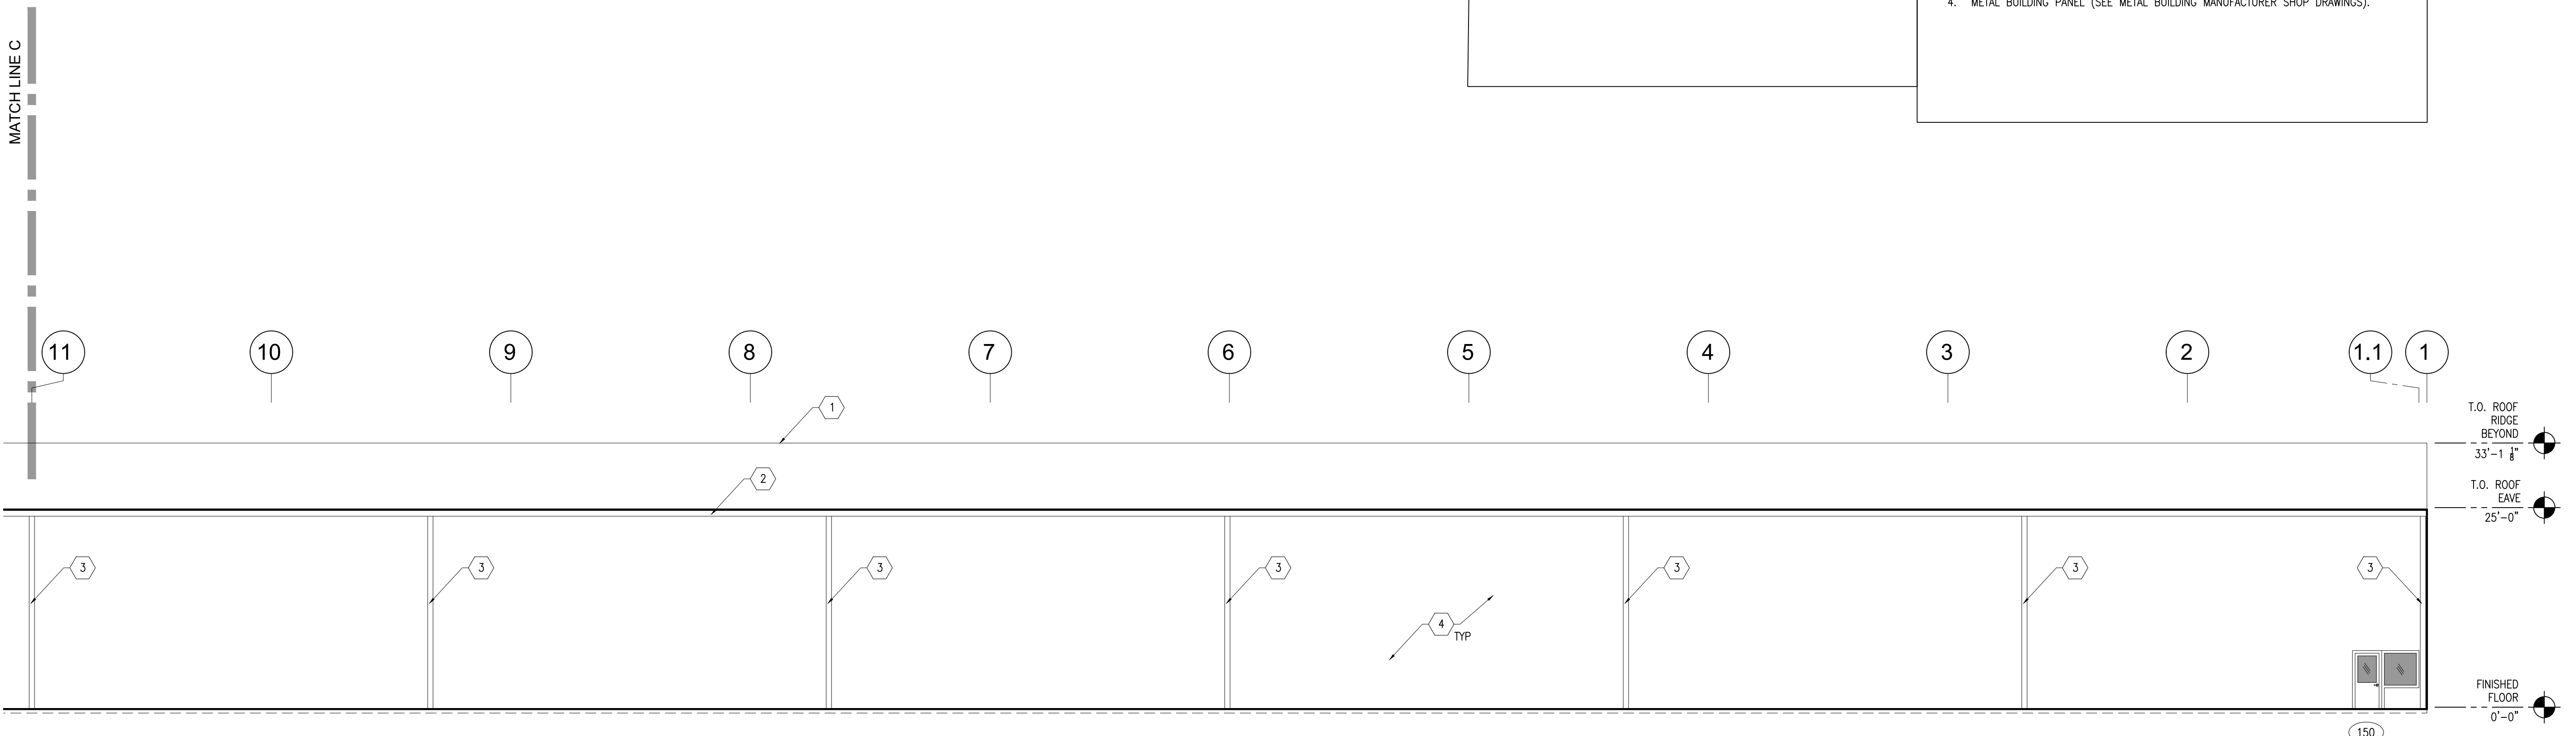 4. METAL BUILDING PANEL (SEE METAL BUILDING MANUFACTURER SHOP DRAWINGS).
MATCH LINE C
11
10
9
8
7
6
5
4
3
2
1.1
1
1
T.O. ROOF
RIDGE
BEYOND
33'-1 1/8"
2
T.O. ROOF
EAVE
25'-0"
3
3
3
3
3
3
3
4
TYP
FINISHED
FLOOR
0'-0"
150